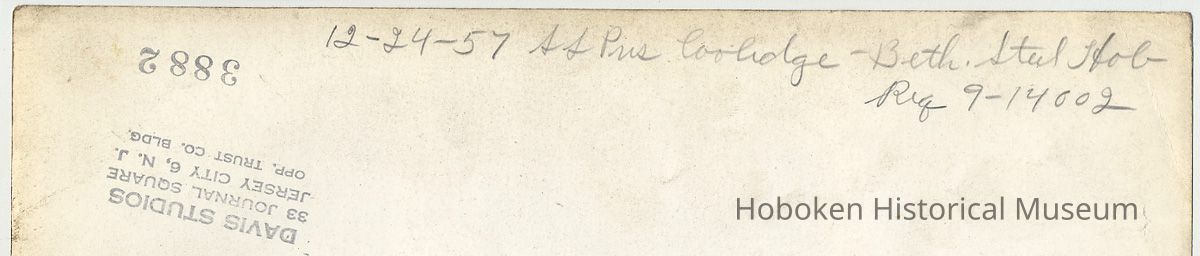 12-24-57 SS Pres Coolidge - Beth. Steel Hob
Req 9-14002
3882
DAVIS STUDIOS
33 JOURNAL SQUARE
JERSEY CITY 6, N. J.
OPP. TRUST CO. BLDG.
Hoboken Historical Museum